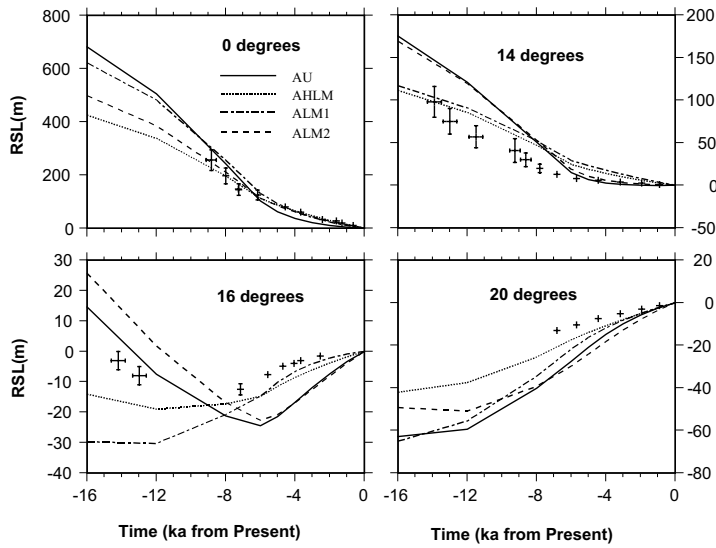 0 degrees
14 degrees
800
600
400
200
0
RSL(m)
AU
AHLM
ALM1
ALM2
200
150
100
50
0
50
RSL(m)
16 degrees
20 degrees
30
20
10
0
-10
-20
-30
-40
RSL(m)
20
0
-20
-40
-60
-80
-16 -12 -8 -4 0
-16 -12 -8 -4 0
Time (ka from Present)
Time (ka from Present)